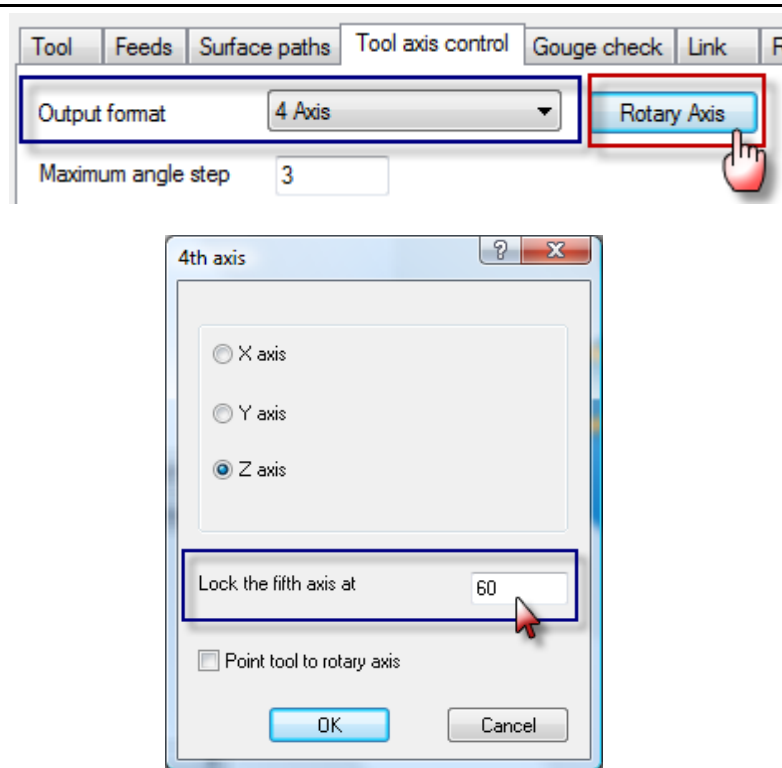 Tool Feeds Surface paths Tool axis control Gouge check Link
Output format 4 Axis Rotary Axis
Maximum angle step 3
4th axis ? X
X axis
Y axis
Z axis
Lock the fifth axis at 60
Point tool to rotary axis
OK Cancel